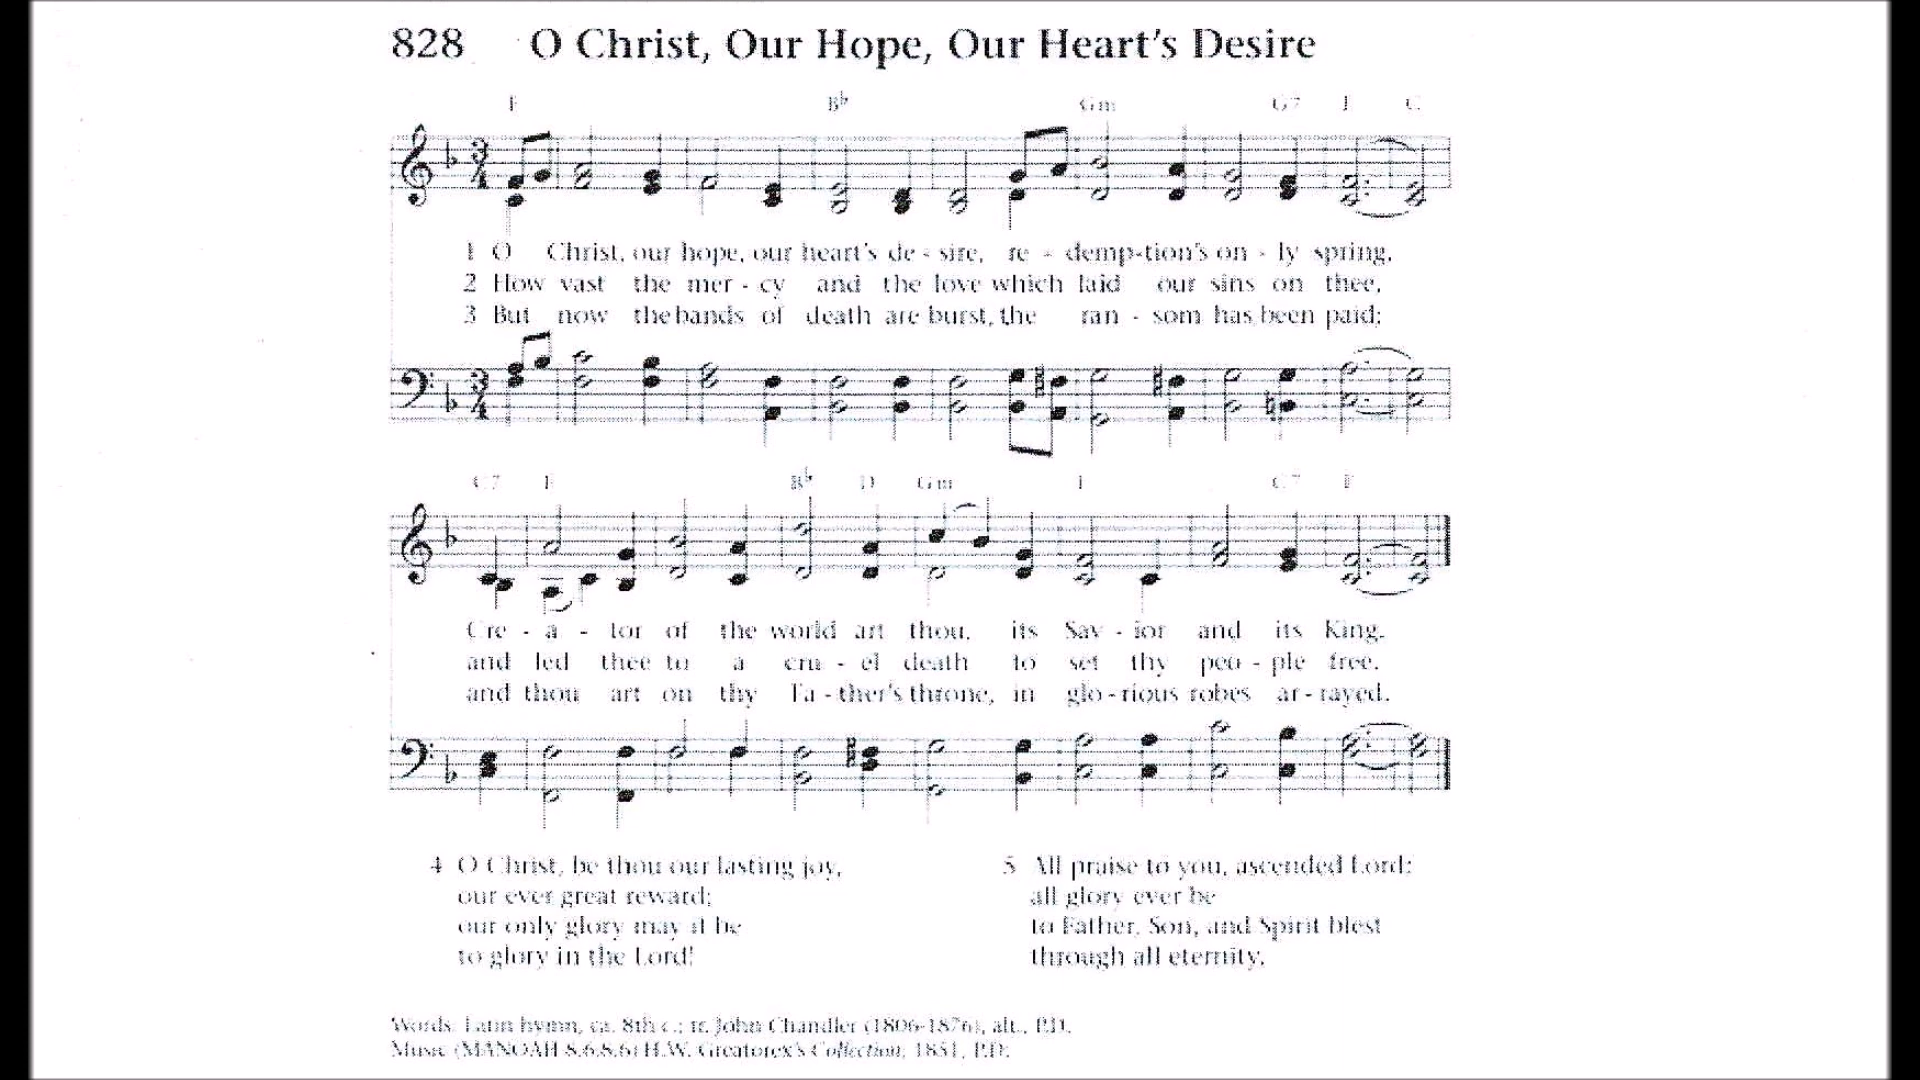 828 O Christ, Our Hope, Our Heart's Desire
F B♭ Gm G7 F C
1 O Christ, our hope, our heart's de - sire, re - demp-tion's on - ly spring,
2 How vast the mer - cy and the love which laid our sins on thee,
3 But now the bands of death are burst, the ran - som has been paid;
C7 F B♭ D Gm F C7 F
Cre - a - tor of the world art thou, its Sav - ior and its King.
and led thee to a cru - el death to set thy peo - ple free.
and thou art on thy Fa - ther's throne, in glo - rious robes ar - rayed.
4 O Christ, be thou our lasting joy,
our ever great reward;
our only glory may it be
to glory in the Lord!
5 All praise to you, ascended Lord;
all glory ever be
to Father, Son, and Spirit blest
through all eternity.
Words: Latin hymn, ca. 8th c.; tr. John Chandler (1806-1876), alt., P.D.
Music (MANOAH 8.6.8.6) H.W. Greatorex's Collection, 1851, P.D.